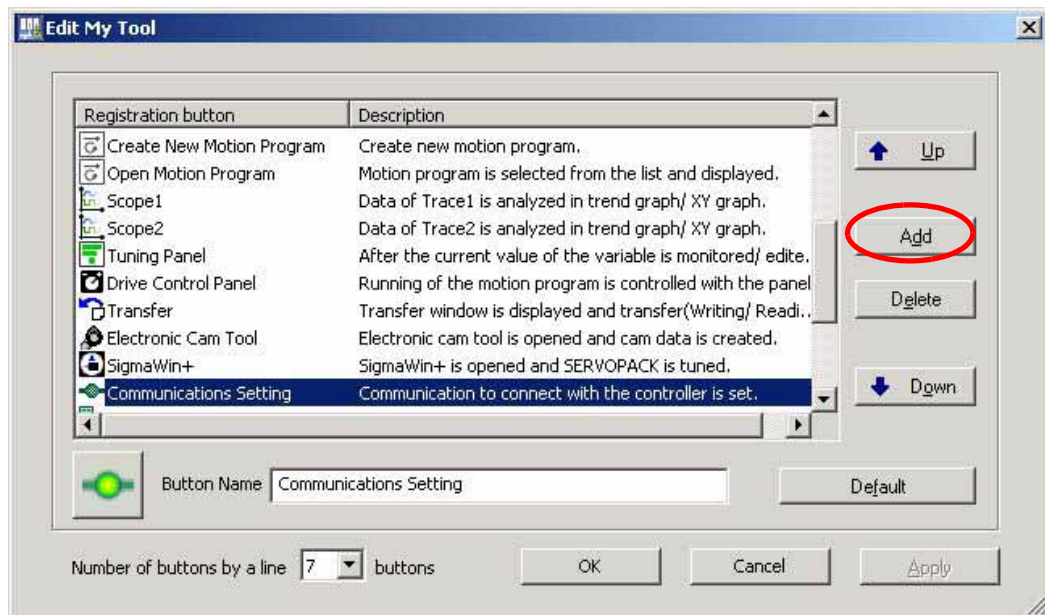 Edit My Tool
Registration button Description
Create New Motion Program Create new motion program.
Open Motion Program Motion program is selected from the list and displayed.
Scope1 Data of Trace1 is analyzed in trend graph/ XY graph.
Scope2 Data of Trace2 is analyzed in trend graph/ XY graph.
Tuning Panel After the current value of the variable is monitored/ edite.
Drive Control Panel Running of the motion program is controlled with the panel
Transfer Transfer window is displayed and transfer(Writing/ Readi..
Electronic Cam Tool Electronic cam tool is opened and cam data is created.
SigmaWin+ SigmaWin+ is opened and SERVOPACK is tuned.
Communications Setting Communication to connect with the controller is set.
Up
Add
Delete
Down
Button Name Communications Setting Default
Number of buttons by a line 7 buttons OK Cancel Apply